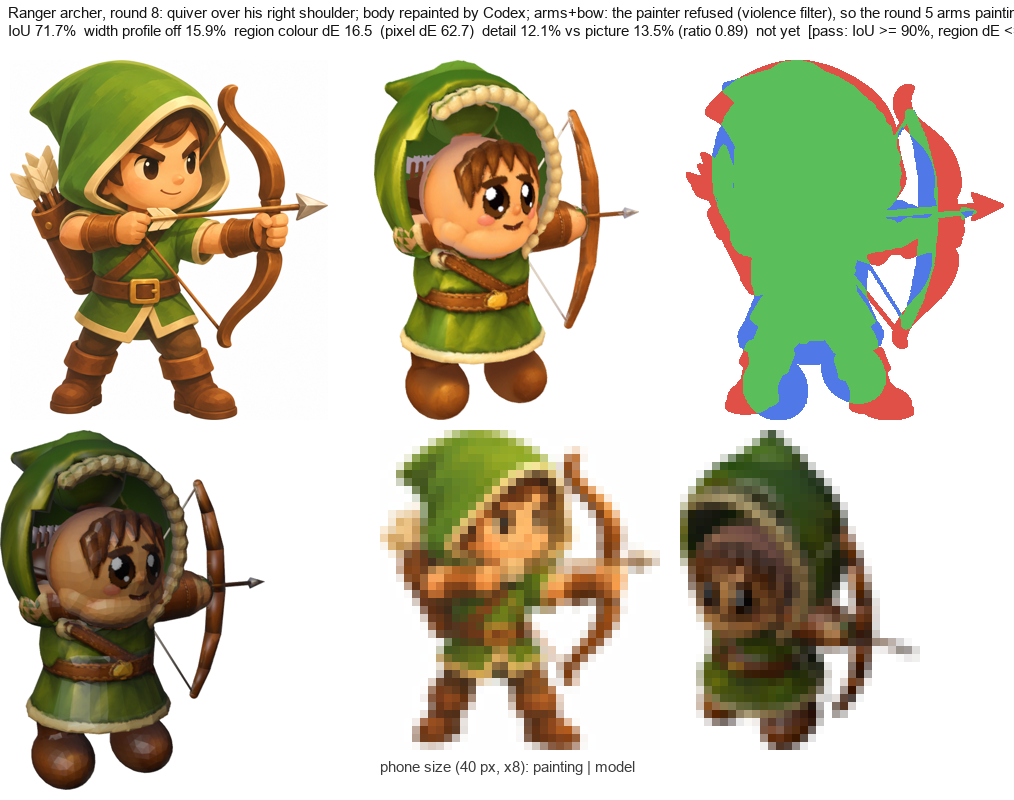 Ranger archer, round 8: quiver over his right shoulder; body repainted by Codex; arms+bow: the painter refused (violence filter), so the round 5 arms
IoU 71.7%  width profile off 15.9%  region colour dE 16.5  (pixel dE 62.7)  detail 12.1% vs picture 13.5% (ratio 0.89)  not yet  [pass: IoU >= 90%, region dE <
phone size (40 px, x8): painting | model